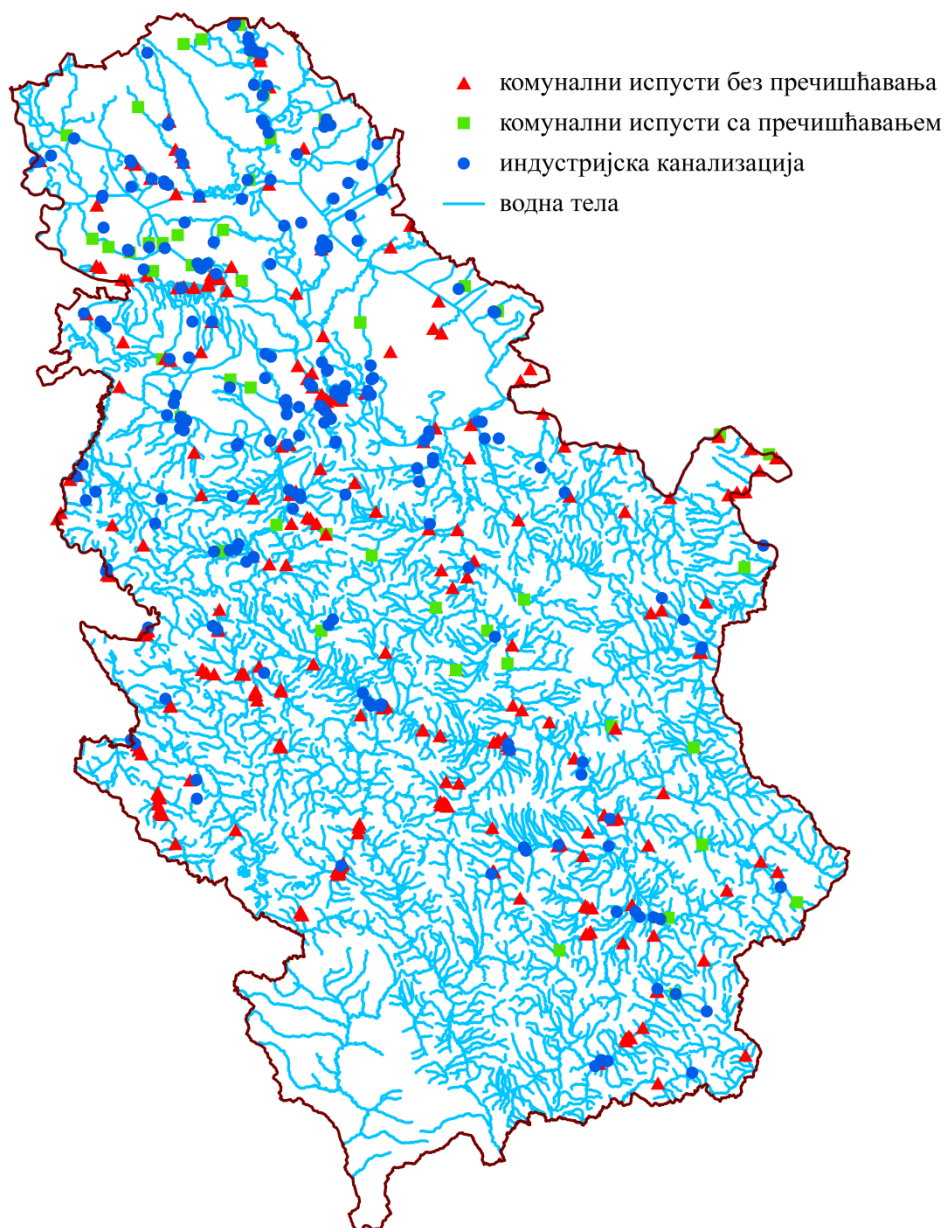 комунални испусти без пречишћавања
комунални испусти са пречишћавањем
индустријска канализација
водна тела